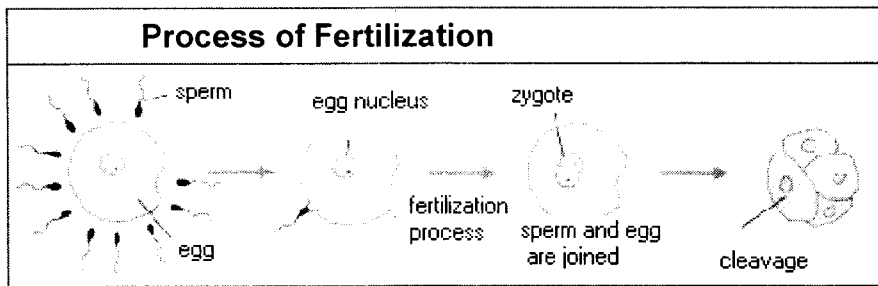 Process of Fertilization
sperm
egg
egg nucleus
fertilization
process
zygote
sperm and egg
are joined
cleavage